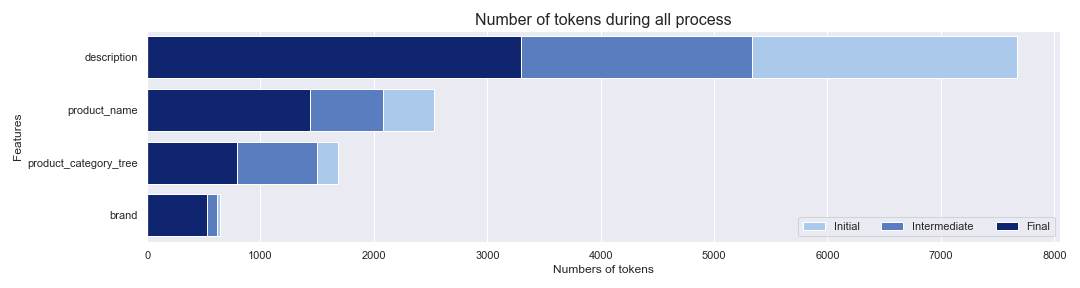 Number of tokens during all process
Features
description
product_name
product_category_tree
brand
Initial Intermediate Final
0 1000 2000 3000 4000 5000 6000 7000 8000
Numbers of tokens